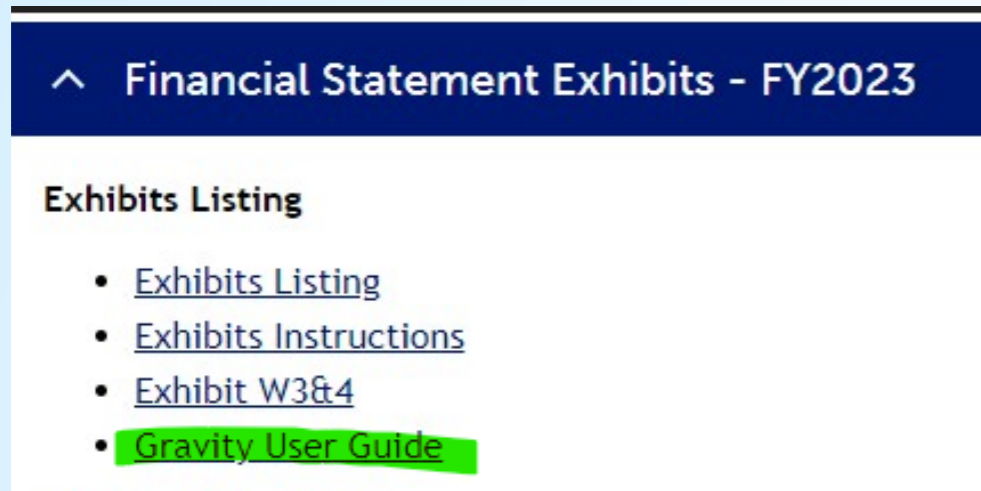 Financial Statement Exhibits - FY2023
Exhibits Listing
Exhibits Listing
Exhibits Instructions
Exhibit W3&4
Gravity User Guide